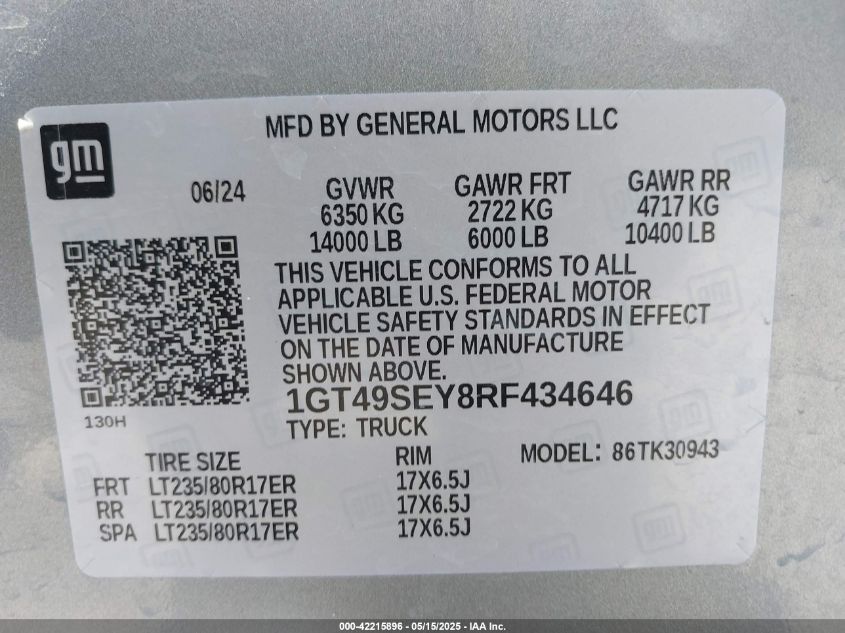 gm
MFD BY GENERAL MOTORS LLC
06/24
GVWR GAWR FRT GAWR RR
6350 KG 2722 KG 4717 KG
14000 LB 6000 LB 10400 LB
THIS VEHICLE CONFORMS TO ALL
APPLICABLE U.S. FEDERAL MOTOR
VEHICLE SAFETY STANDARDS IN EFFECT
ON THE DATE OF MANUFACTURE
SHOWN ABOVE.
1GT49SEY8RF434646
130H
TYPE: TRUCK
TIRE SIZE RIM MODEL: 86TK30943
FRT LT235/80R17ER 17X6.5J
RR LT235/80R17ER 17X6.5J
SPA LT235/80R17ER 17X6.5J
000-42215896 - 05/15/2025 - IAA Inc.